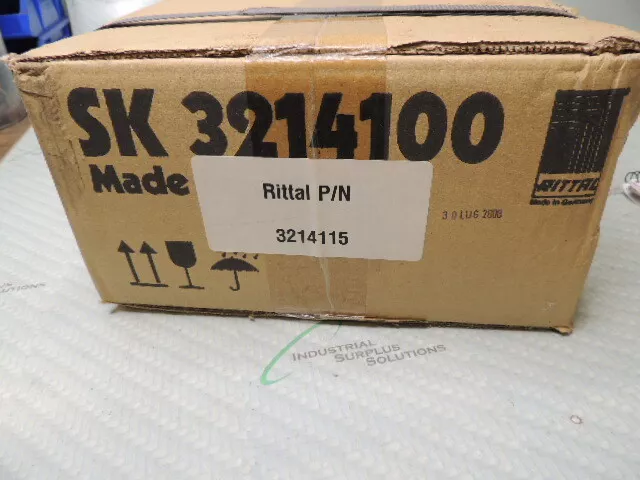 SK 3214100
Made
Rittal P/N
3214115
30 LUG 2008
RITTAL
Made in Germany
INDUSTRIAL
SURPLUS
SOLUTIONS